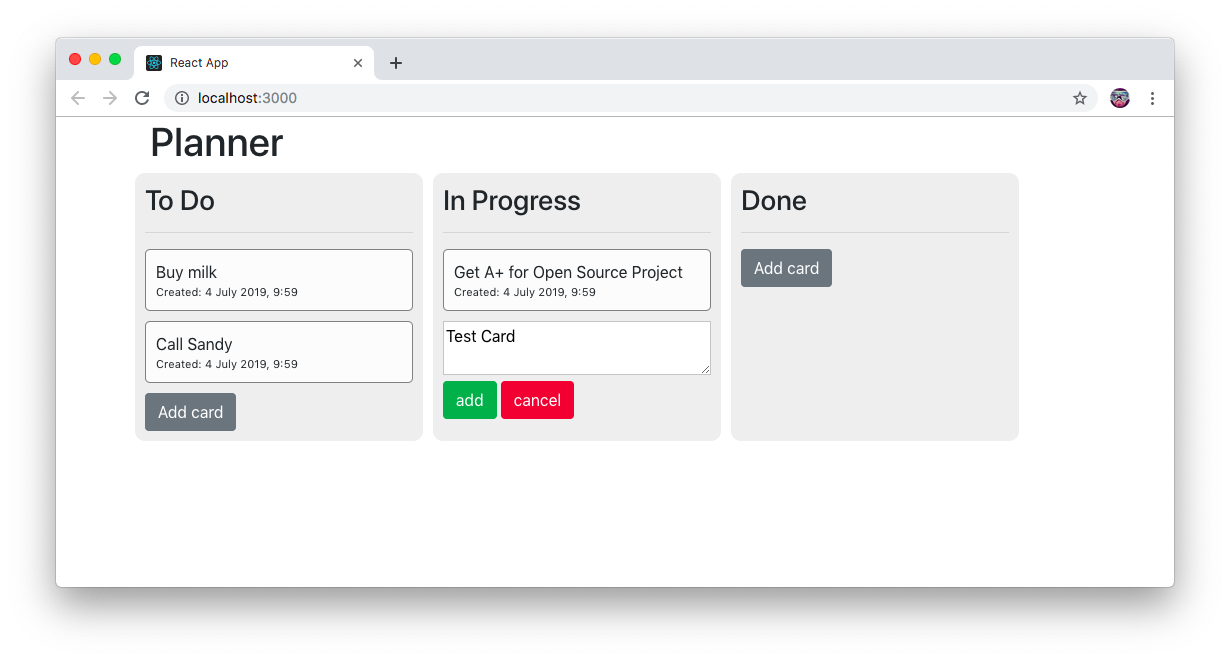 React App
localhost:3000
Planner
To Do
Buy milk
Created: 4 July 2019, 9:59
Call Sandy
Created: 4 July 2019, 9:59
Add card
In Progress
Get A+ for Open Source Project
Created: 4 July 2019, 9:59
Test Card
add cancel
Done
Add card